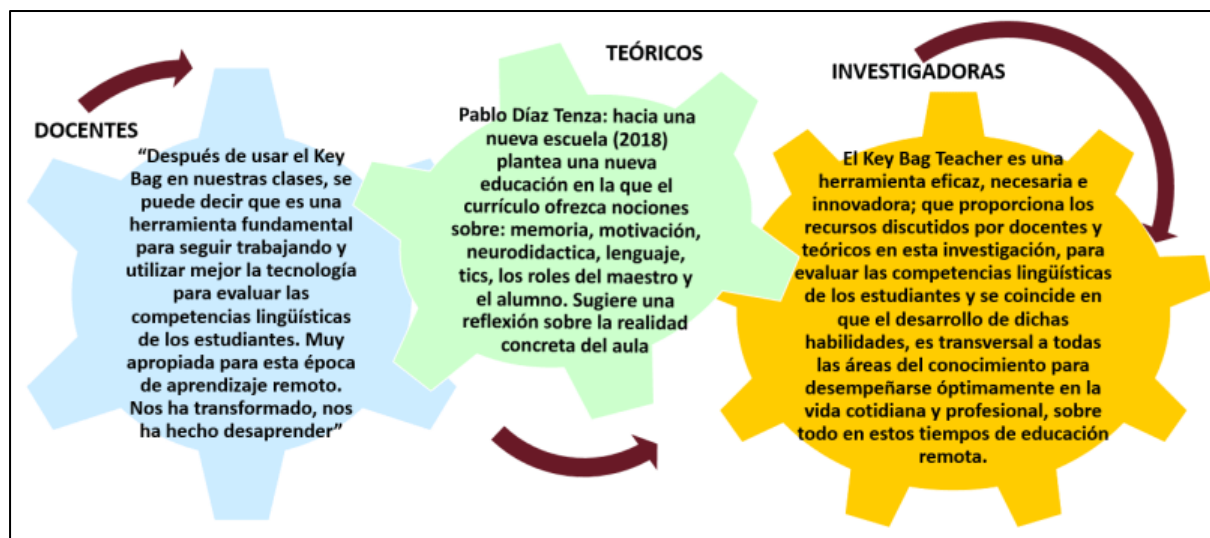 DOCENTES
“Después de usar el Key
Bag en nuestras clases, se
puede decir que es una
herramienta fundamental
para seguir trabajando y
utilizar mejor la tecnología
para evaluar las
competencias lingüísticas
de los estudiantes. Muy
apropiada para esta época
de aprendizaje remoto.
Nos ha transformado, nos
ha hecho desaprender”
TEÓRICOS
Pablo Díaz Tenza: hacia una
nueva escuela (2018)
plantea una nueva
educación en la que el
currículo ofrezca nociones
sobre: memoria, motivación,
neurodidactica, lenguaje,
tics, los roles del maestro y
el alumno. Sugiere una
reflexión sobre la realidad
concreta del aula
INVESTIGADORAS
El Key Bag Teacher es una
herramienta eficaz, necesaria e
innovadora; que proporciona los
recursos discutidos por docentes y
teóricos en esta investigación, para
evaluar las competencias lingüísticas
de los estudiantes y se coincide en
que el desarrollo de dichas
habilidades, es transversal a todas
las áreas del conocimiento para
desempeñarse óptimamente en la
vida cotidiana y profesional, sobre
todo en estos tiempos de educación
remota.